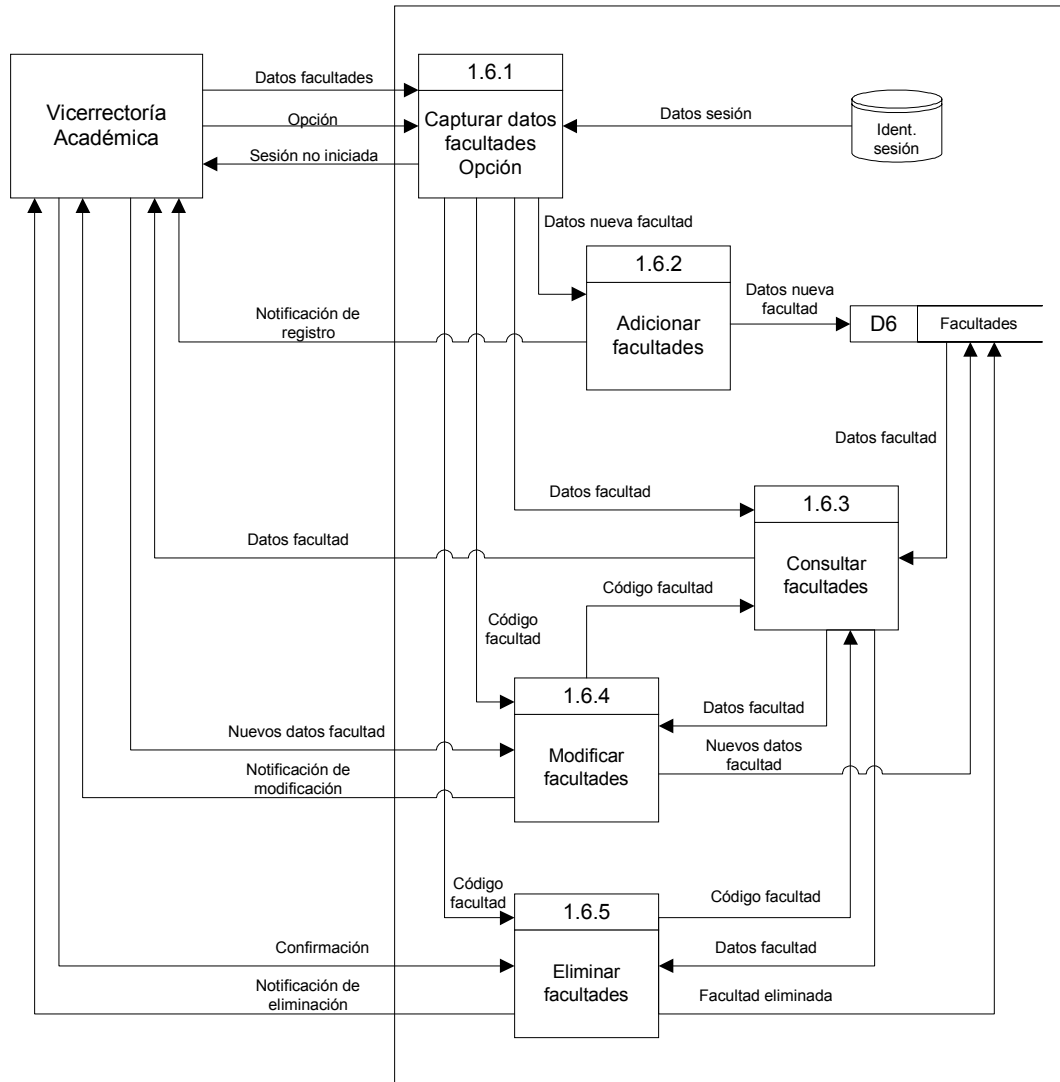 Datos facultades
1.6.1
Vicerrectoría
Académica
Opción
Capturar datos
facultades
Opción
Datos sesión
Ident.
sesión
Sesión no iniciada
Datos nueva facultad
1.6.2
Datos nueva
facultad
Notificación de
registro
Adicionar
facultades
D6
Facultades
Datos facultad
Datos facultad
1.6.3
Datos facultad
Consultar
facultades
Código facultad
Código
facultad
1.6.4
Datos facultad
Nuevos datos facultad
Modificar
facultades
Nuevos datos
facultad
Notificación de
modificación
Código
facultad
1.6.5
Código facultad
Confirmación
Eliminar
facultades
Datos facultad
Notificación de
eliminación
Facultad eliminada